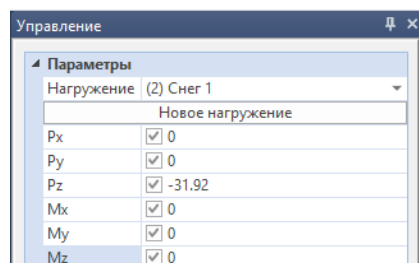 Управление
Параметры
Нагружение (2) Снег 1
Новое нагружение
Px 0
Py 0
Pz -31.92
Mx 0
My 0
Mz 0